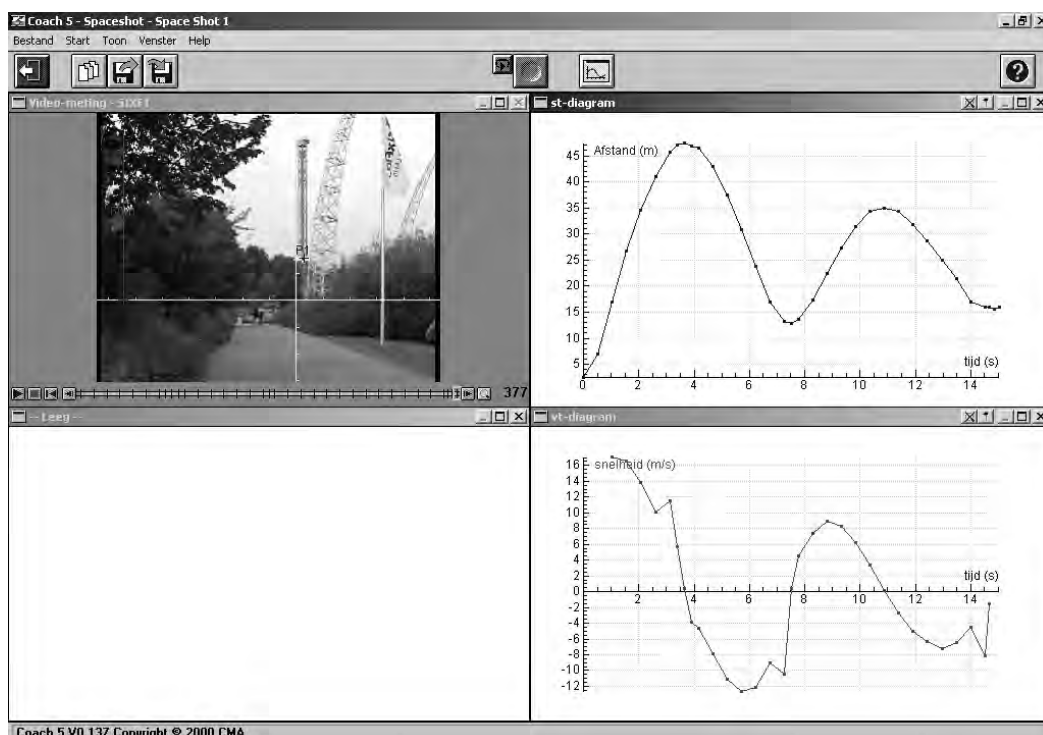 Coach 5 - Spaceshot - Space Shot 1
Bestand Start Toon Venster Help
Video-meting - SIXFL
P1
377
st-diagram
Afstand (m)
45
35
30
25
20
15
10
5
0 2 4 6 8 10 12 14
tijd (s)
-- Leeg --
vt-diagram
snelheid (m/s)
16
14
12
10
8
6
4
2
0
-2
-4
-6
-8
-10
-12
2 4 6 8 10 12 14
tijd (s)
Coach 5 V0.137 Copyright © 2000 CMA